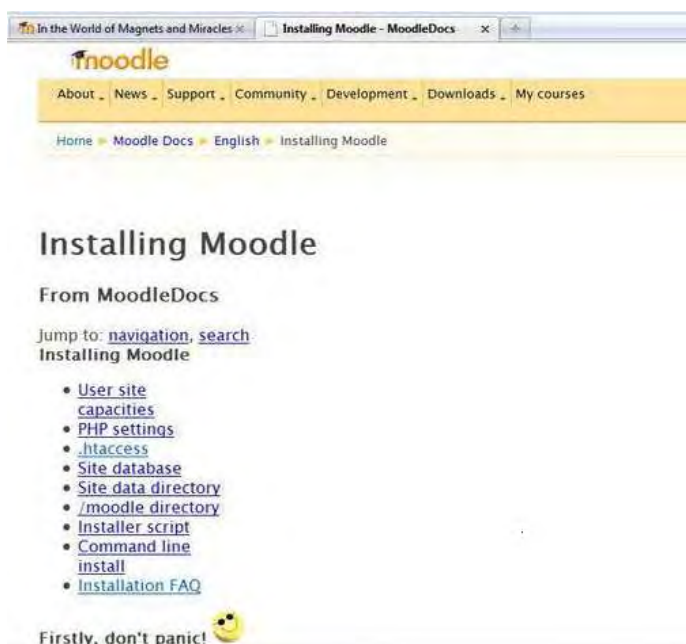 In the World of Magnets and Miracles Installing Moodle - MoodleDocs
moodle
About News Support Community Development Downloads My courses
Home Moodle Docs English Installing Moodle
Installing Moodle
From MoodleDocs
Jump to: navigation, search
Installing Moodle
User site
capacities
PHP settings
.htaccess
Site database
Site data directory
/moodle directory
Installer script
Command line
install
Installation FAQ
Firstly, don't panic!